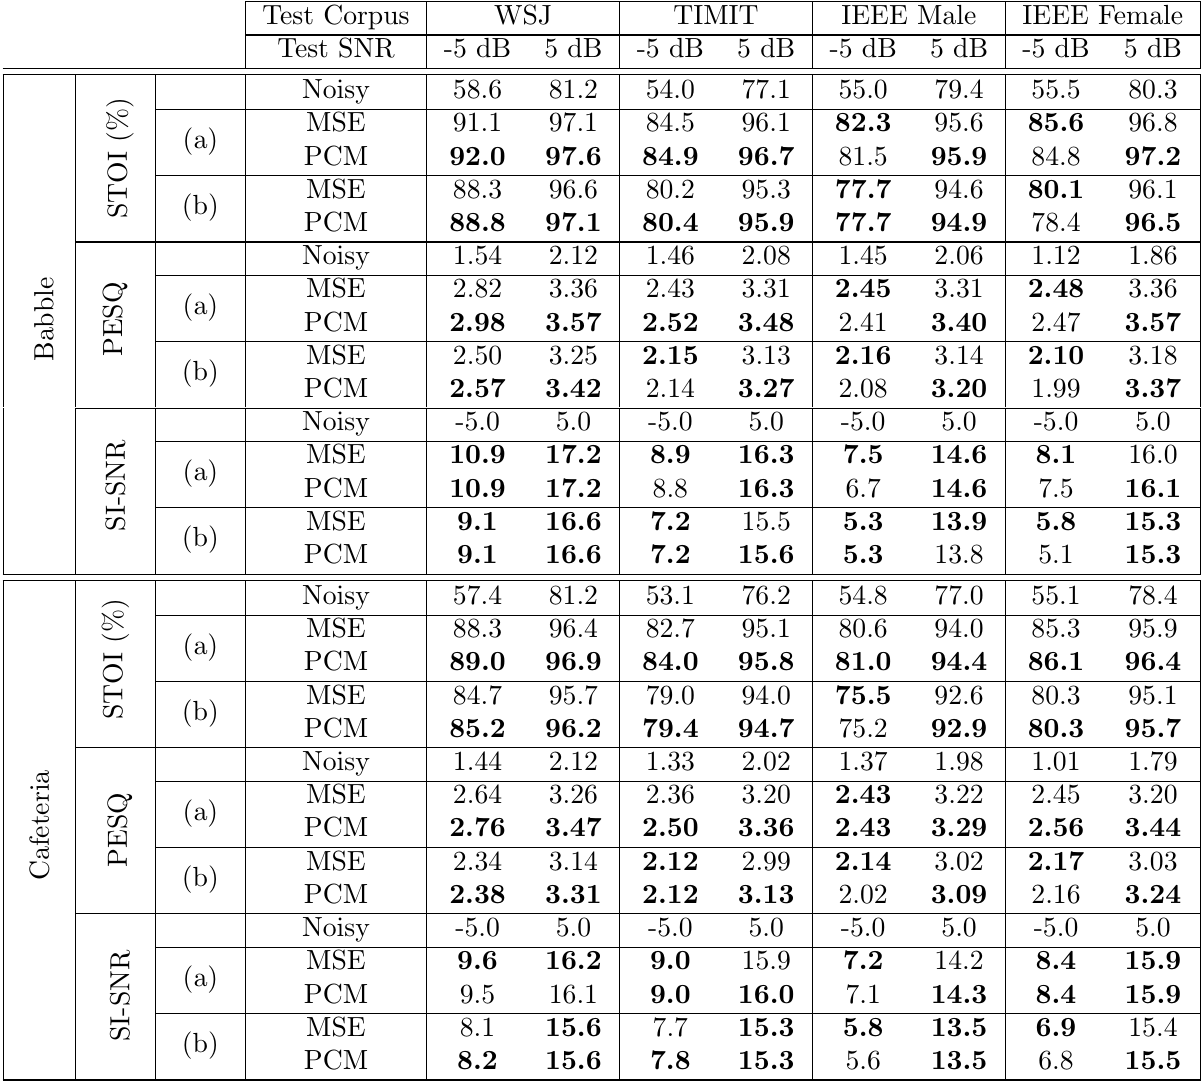 Test Corpus WSJ TIMIT IEEE Male IEEE Female
Test SNR -5 dB 5 dB -5 dB 5 dB -5 dB 5 dB -5 dB 5 dB
Babble
STOI (%)
Noisy 58.6 81.2 54.0 77.1 55.0 79.4 55.5 80.3
(a)
MSE 91.1 97.1 84.5 96.1 82.3 95.6 85.6 96.8
PCM 92.0 97.6 84.9 96.7 81.5 95.9 84.8 97.2
(b)
MSE 88.3 96.6 80.2 95.3 77.7 94.6 80.1 96.1
PCM 88.8 97.1 80.4 95.9 77.7 94.9 78.4 96.5
PESQ
Noisy 1.54 2.12 1.46 2.08 1.45 2.06 1.12 1.86
(a)
MSE 2.82 3.36 2.43 3.31 2.45 3.31 2.48 3.36
PCM 2.98 3.57 2.52 3.48 2.41 3.40 2.47 3.57
(b)
MSE 2.50 3.25 2.15 3.13 2.16 3.14 2.10 3.18
PCM 2.57 3.42 2.14 3.27 2.08 3.20 1.99 3.37
SI-SNR
Noisy -5.0 5.0 -5.0 5.0 -5.0 5.0 -5.0 5.0
(a)
MSE 10.9 17.2 8.9 16.3 7.5 14.6 8.1 16.0
PCM 10.9 17.2 8.8 16.3 6.7 14.6 7.5 16.1
(b)
MSE 9.1 16.6 7.2 15.5 5.3 13.9 5.8 15.3
PCM 9.1 16.6 7.2 15.6 5.3 13.8 5.1 15.3
Cafeteria
STOI (%)
Noisy 57.4 81.2 53.1 76.2 54.8 77.0 55.1 78.4
(a)
MSE 88.3 96.4 82.7 95.1 80.6 94.0 85.3 95.9
PCM 89.0 96.9 84.0 95.8 81.0 94.4 86.1 96.4
(b)
MSE 84.7 95.7 79.0 94.0 75.5 92.6 80.3 95.1
PCM 85.2 96.2 79.4 94.7 75.2 92.9 80.3 95.7
PESQ
Noisy 1.44 2.12 1.33 2.02 1.37 1.98 1.01 1.79
(a)
MSE 2.64 3.26 2.36 3.20 2.43 3.22 2.45 3.20
PCM 2.76 3.47 2.50 3.36 2.43 3.29 2.56 3.44
(b)
MSE 2.34 3.14 2.12 2.99 2.14 3.02 2.17 3.03
PCM 2.38 3.31 2.12 3.13 2.02 3.09 2.16 3.24
SI-SNR
Noisy -5.0 5.0 -5.0 5.0 -5.0 5.0 -5.0 5.0
(a)
MSE 9.6 16.2 9.0 15.9 7.2 14.2 8.4 15.9
PCM 9.5 16.1 9.0 16.0 7.1 14.3 8.4 15.9
(b)
MSE 8.1 15.6 7.7 15.3 5.8 13.5 6.9 15.4
PCM 8.2 15.6 7.8 15.3 5.6 13.5 6.8 15.5